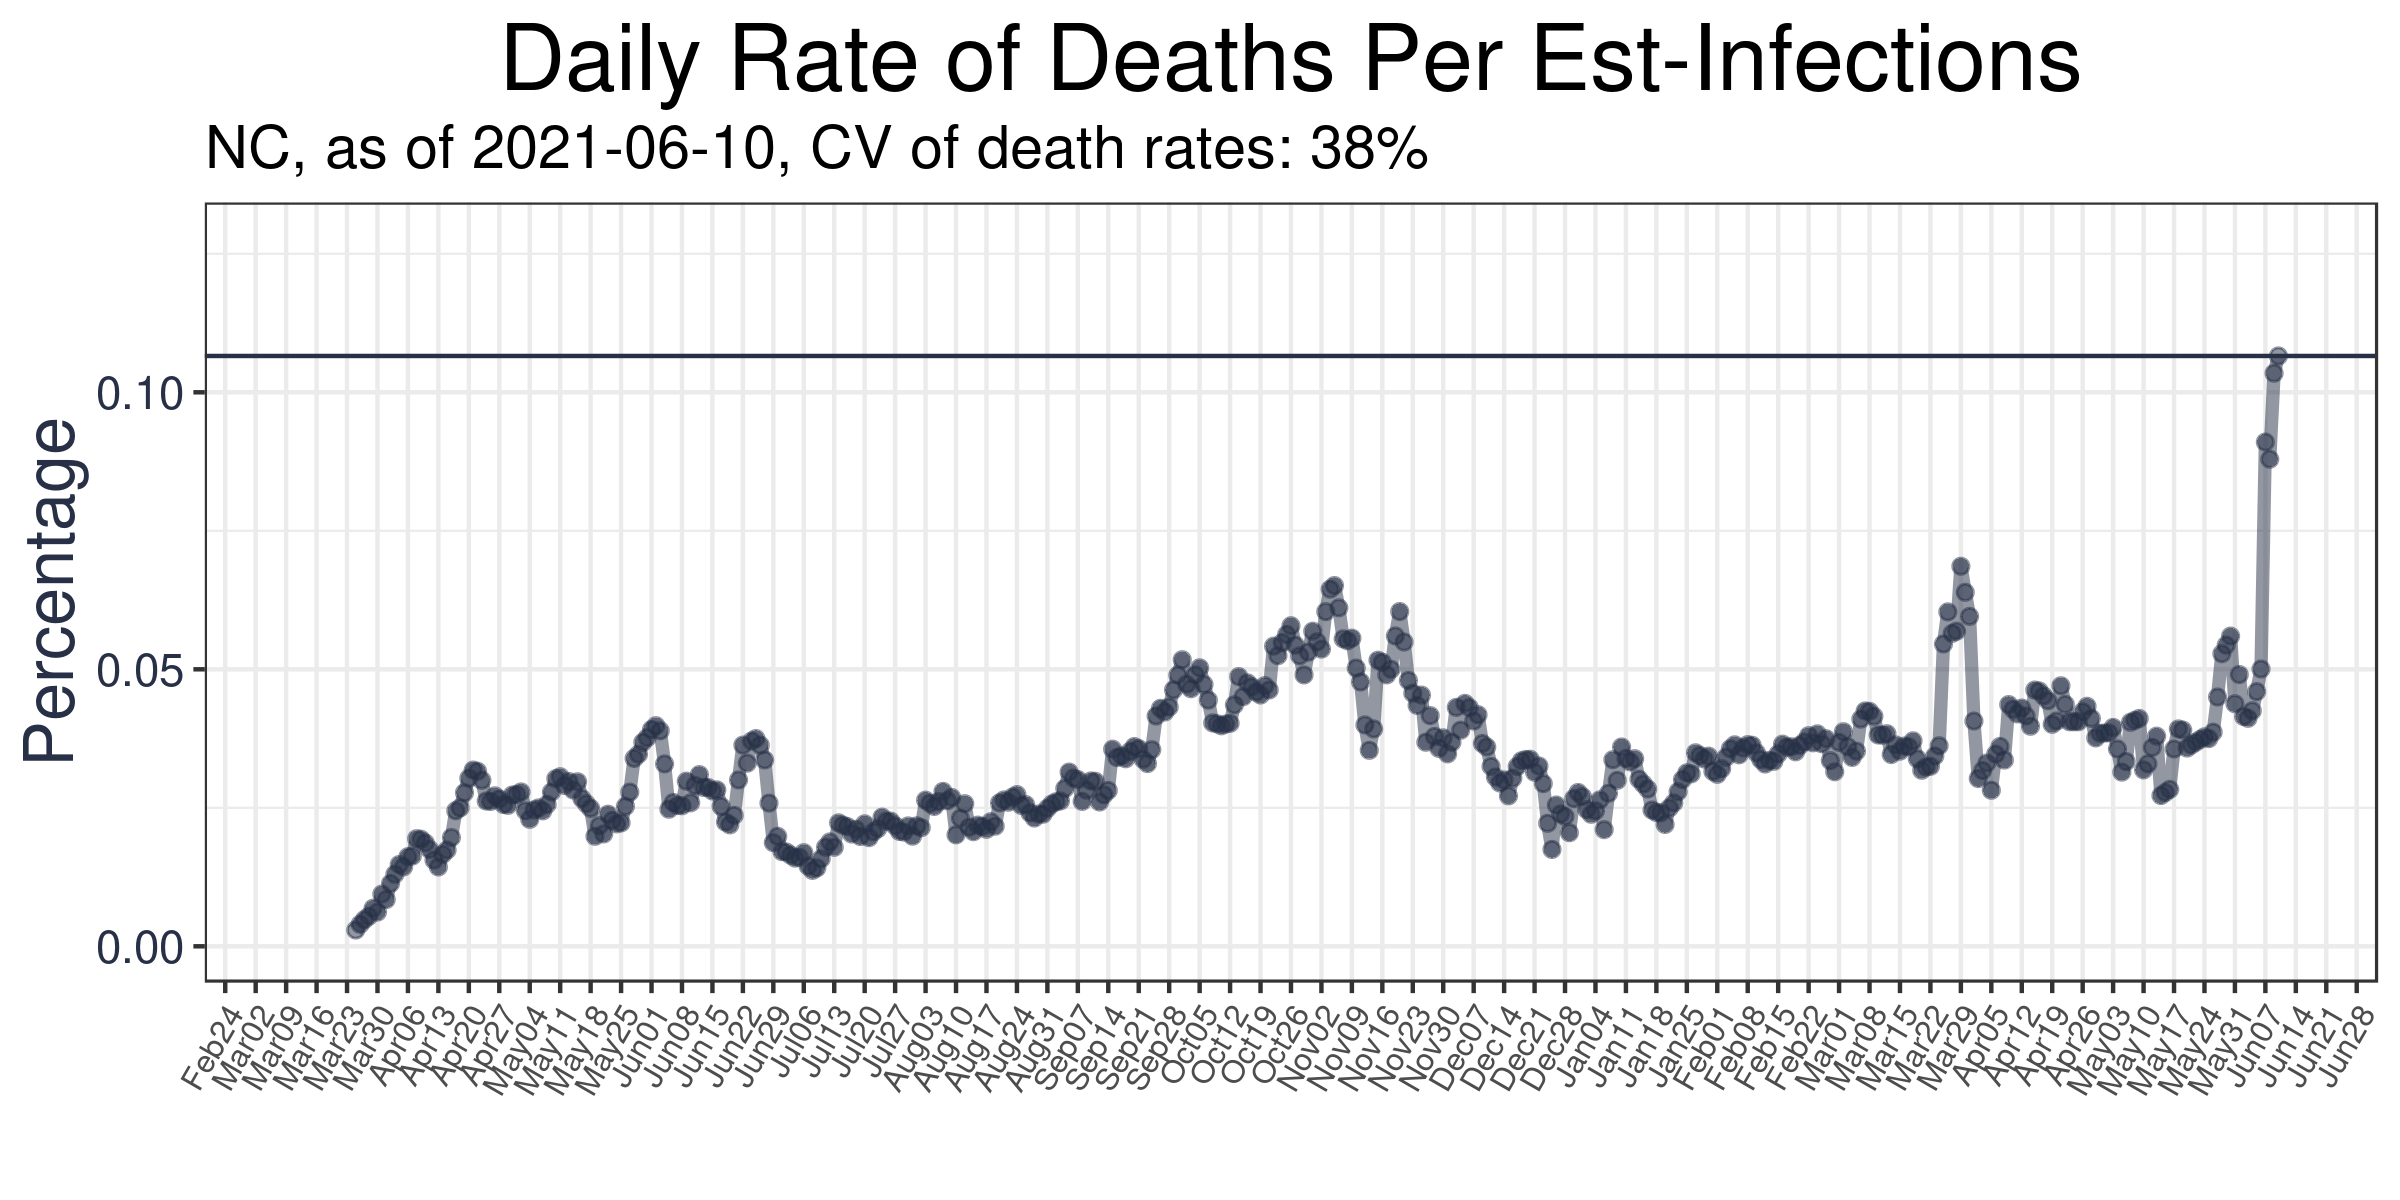 Daily Rate of Deaths Per Est-Infections
NC, as of 2021-06-10, CV of death rates: 38%
Percentage
0.10
0.05
0.00
Feb24
Mar02
Mar09
Mar16
Mar23
Mar30
Apr06
Apr13
Apr20
Apr27
May04
May11
May18
May25
Jun01
Jun08
Jun15
Jun22
Jun29
Jul06
Jul13
Jul20
Jul27
Aug03
Aug10
Aug17
Aug24
Aug31
Sep07
Sep14
Sep21
Sep28
Oct05
Oct12
Oct19
Oct26
Nov02
Nov09
Nov16
Nov23
Nov30
Dec07
Dec14
Dec21
Dec28
Jan04
Jan11
Jan18
Jan25
Feb01
Feb08
Feb15
Feb22
Mar01
Mar08
Mar15
Mar22
Mar29
Apr05
Apr12
Apr19
Apr26
May03
May10
May17
May24
May31
Jun07
Jun14
Jun21
Jun28